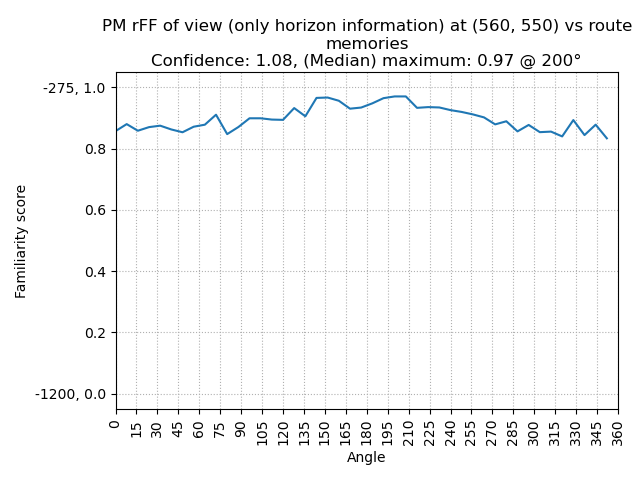 PM rFF of view (only horizon information) at (560, 550) vs route
memories
Confidence: 1.08, (Median) maximum: 0.97 @ 200°
-275, 1.0
0.8
0.6
0.4
0.2
-1200, 0.0
Familiarity score
0 15 30 45 60 75 90 105 120 135 150 165 180 195 210 225 240 255 270 285 300 315 330 345 360
Angle